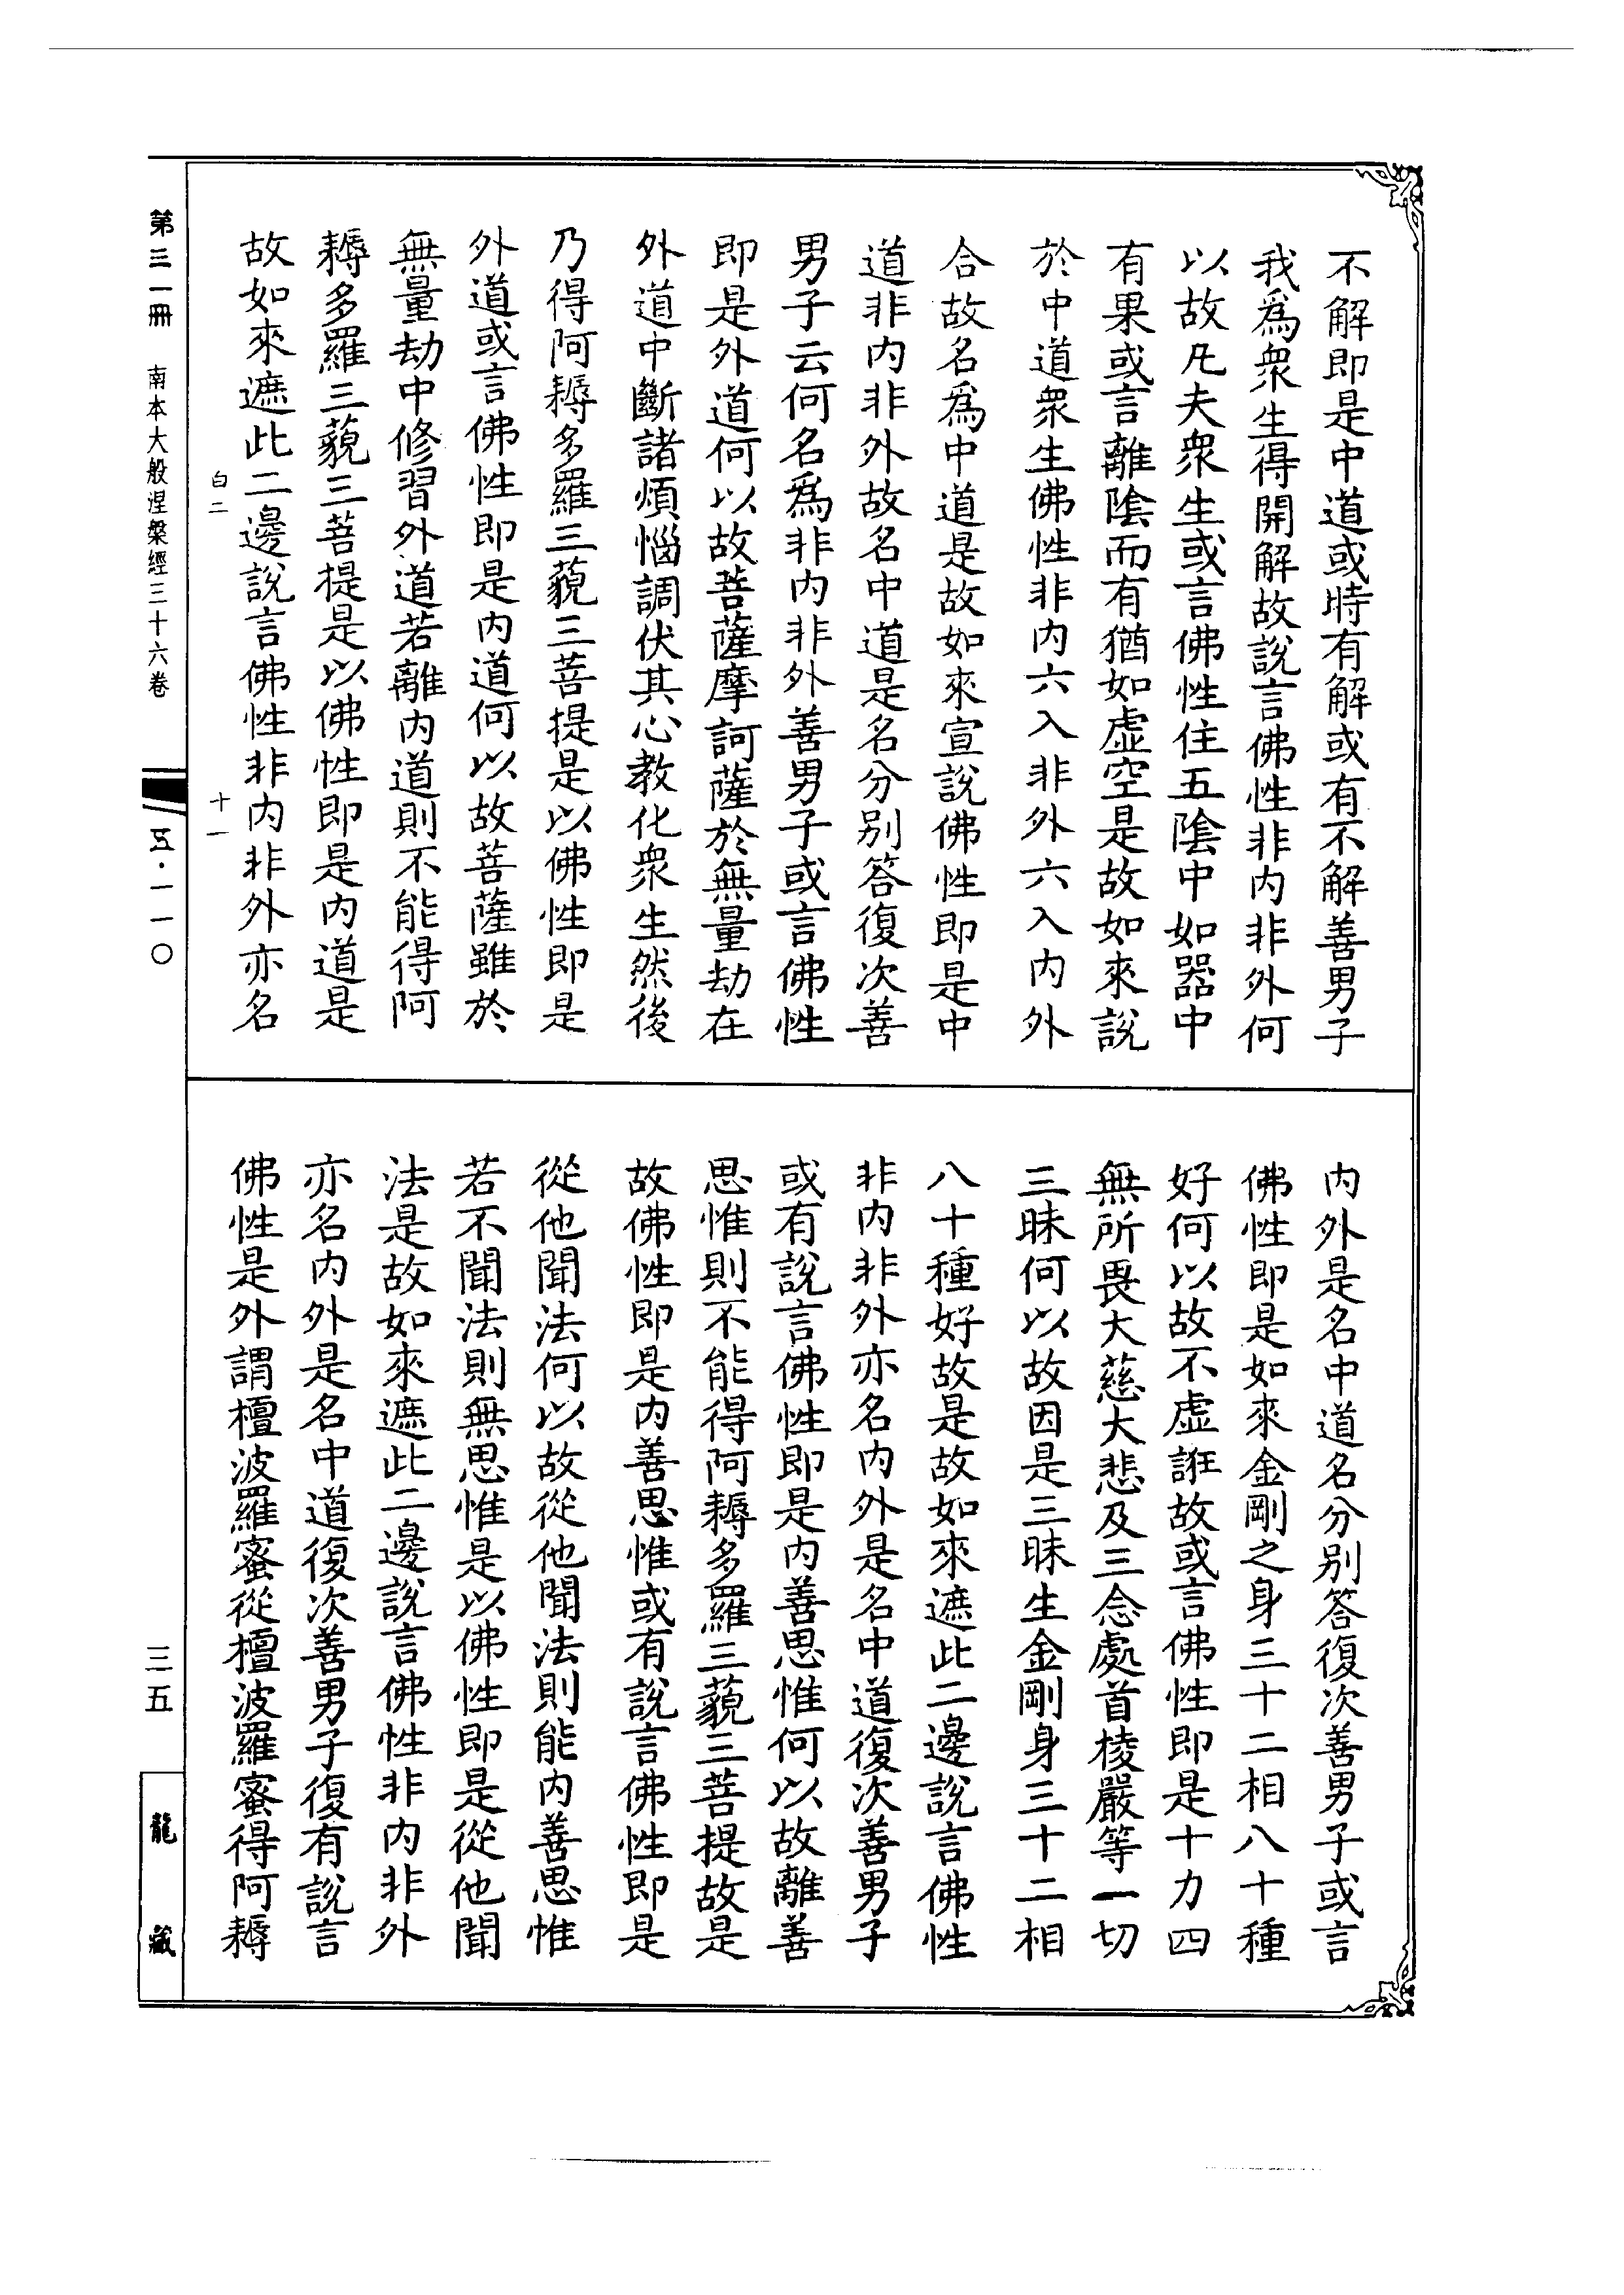 不解即是中道或時有解或有不解善男子
我爲衆生得開解故說言佛性非内非外何
以故凡夫衆生或言佛性住五陰中如器中
有果或言離陰而有猶如虚空是故如來說
於中道衆生佛性非内六入非外六入内外
合故名爲中道是故如來宣說佛性即是中
道非内非外故名中道是名分别答復次善
男子云何名爲非内非外善男子或言佛性
即是外道何以故菩薩摩訶薩於無量劫在
外道中斷諸煩惱調伏其心教化衆生然後
乃得阿耨多羅三藐三菩提是以佛性即是
外道或言佛性即是内道何以故菩薩雖於
無量劫中修習外道若離内道則不能得阿
耨多羅三藐三菩提是以佛性即是内道是
故如來遮此二邊說言佛性非内非外亦名
白二
十一
内外是名中道名分别答復次善男子或言
佛性即是如來金剛之身三十二相八十種
好何以故不虚誑故或言佛性即是十力四
無所畏大慈大悲及三念處首棱嚴等一切
三昧何以故因是三昧生金剛身三十二相
八十種好故是故如來遮此二邊說言佛性
非内非外亦名内外是名中道復次善男子
或有說言佛性即是内善思惟何以故離善
思惟則不能得阿耨多羅三藐三菩提故是
故佛性即是内善思惟或有說言佛性即是
從他聞法何以故從他聞法則能内善思惟
若不聞法則無思惟是以佛性即是從他聞
法是故如來遮此二邊說言佛性非内非外
亦名内外是名中道復次善男子復有說言
佛性是外謂檀波羅蜜從檀波羅蜜得阿耨
第三一冊 南本大般涅槃經三十六卷
五·一一〇
三五
龍藏